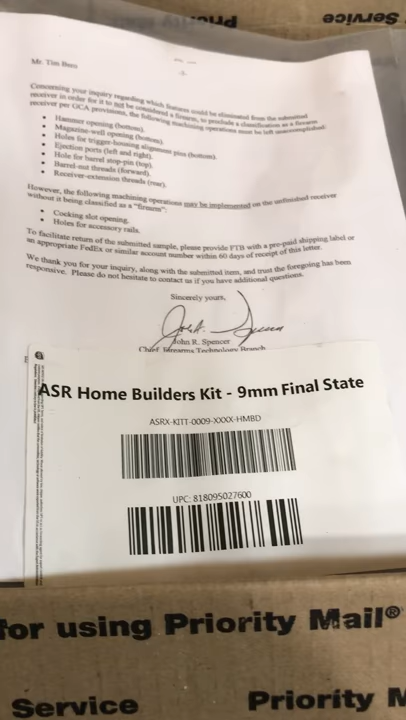 Priority
Service
Mr. Tim
-2-
Concerning your inquiry regarding which features could be eliminated from the submitted
receiver in order for it to not be considered a firearm, to preclude a classification as a firearm
receiver per GCA provisions, the following machining operations must be left unaccomplished:
• Hammer opening (bottom).
• Magazine-well opening (bottom).
• Holes for trigger-housing alignment pins (bottom).
• Ejection ports (left and right).
• Hole for barrel stop-pin (top).
• Barrel-nut threads (forward).
• Receiver-extension threads (rear).
However, the following machining operations may be implemented on the unfinished receiver
without it being classified as a "firearm":
• Cocking slot opening.
• Holes for accessory rails.
To facilitate return of the submitted sample, please provide FTB with a pre-paid shipping label or
an appropriate FedEx or similar account number within 60 days of receipt of this letter.
We thank you for your inquiry, along with the submitted item, and trust the foregoing has been
responsive. Please do not hesitate to contact us if you have additional questions.
Sincerely yours,
John R. Spencer
Chief, Firearms Technology Branch
ASR Home Builders Kit - 9mm Final State
ASRX-KITT-0009-XXXX-HMBD
UPC: 818095027600
for using Priority Mail®
Service
Priority M